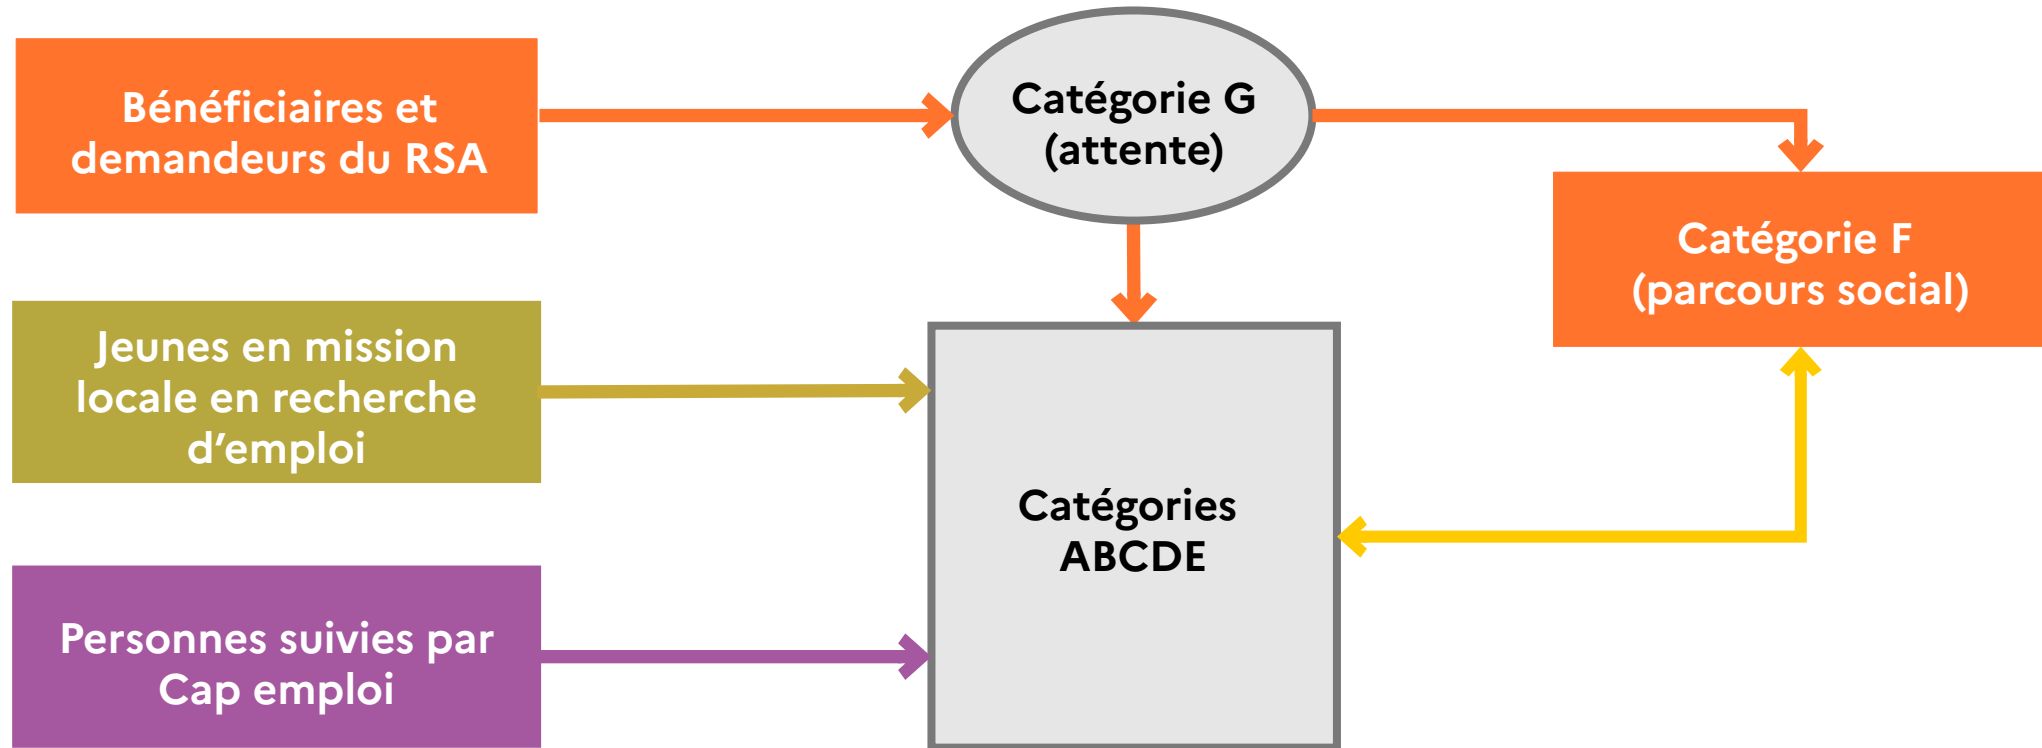 Bénéficiaires et
demandeurs du RSA
Catégorie G
(attente)
Catégorie F
(parcours social)
Jeunes en mission
locale en recherche
d’emploi
Catégories
ABCDE
Personnes suivies par
Cap emploi